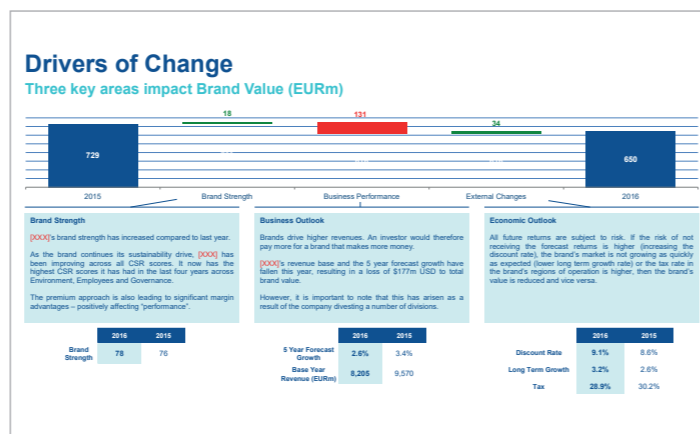 Drivers of Change
Three key areas impact Brand Value (EURm)
18
131
34
729
650
2015
Brand Strength
Business Performance
External Changes
2016
Brand Strength
[XXX]'s brand strength has increased compared to last year.
As the brand continues its sustainability drive, [XXX] has
been improving across all CSR scores. It now has the
highest CSR scores it has had in the last four years across
Environment, Employees and Governance.
The premium approach is also leading to significant margin
advantages – positively affecting "performance".
2016 2015
Brand
Strength
78 76
Business Outlook
Brands drive higher revenues. An investor would therefore
pay more for a brand that makes more money.
[XXX]'s revenue base and the 5 year forecast growth have
fallen this year, resulting in a loss of $177m USD to total
brand value.
However, it is important to note that this has arisen as a
result of the company divesting a number of divisions.
2016 2015
5 Year Forecast
Growth
2.6% 3.4%
Base Year
Revenue (EURm)
8,205 9,570
Economic Outlook
All future returns are subject to risk. If the risk of not
receiving the forecast returns is higher (increasing the
discount rate), the brand's market is not growing as quickly
as expected (lower long term growth rate) or the tax rate in
the brand's regions of operation is higher, then the brand's
value is reduced and vice versa.
2016 2015
Discount Rate 9.1% 8.6%
Long Term Growth 3.2% 2.6%
Tax 28.9% 30.2%